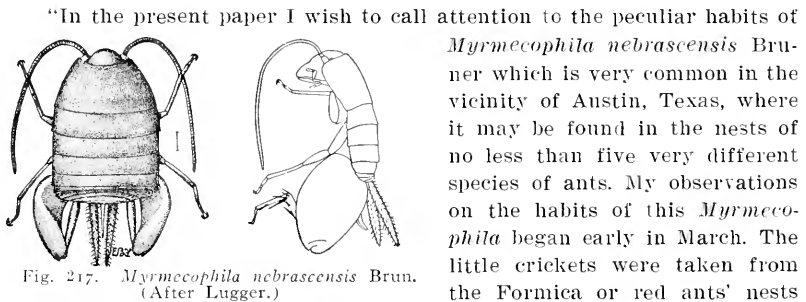 “In the present paper I wish to call attention to the peculiar habits of
Myrmecophila nebrascensis Bru-
ner which is very common in the
vicinity of Austin, Texas, where
it may be found in the nests of
no less than five very different
species of ants. My observations
on the habits of this Myrmeco-
phila began early in March. The
little crickets were taken from
the Formica or red ants' nests
Fig. 217. Myrmecophila nebrascensis Brun.
(After Lugger.)